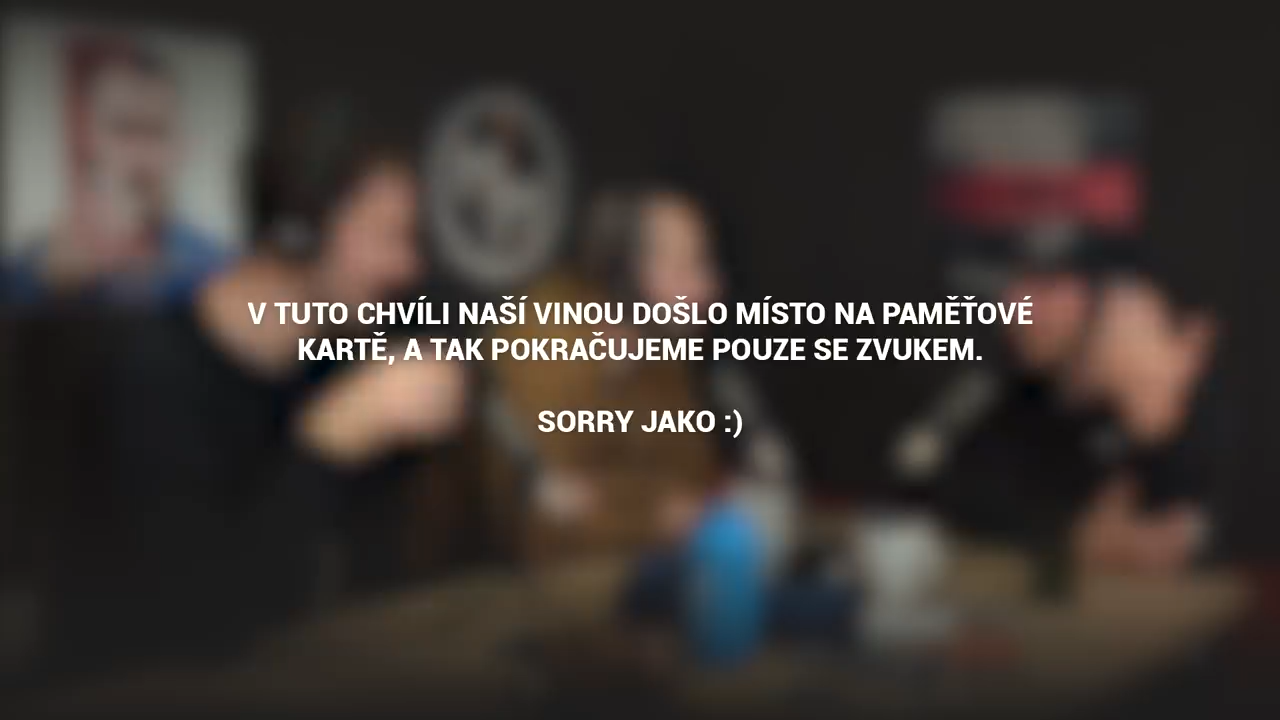 V TUTO CHVÍLI NAŠÍ VINOU DOŠLO MÍSTO NA PAMĚŤOVÉ
KARTĚ, A TAK POKRAČUJEME POUZE SE ZVUKEM.
SORRY JAKO :)